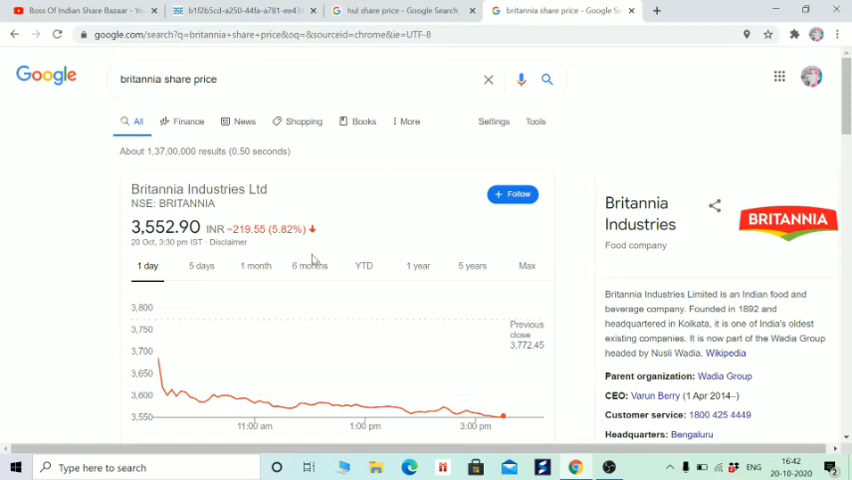 Boss Of Indian Share Bazaar - Yo
b1f2b5cd-a250-44fa-a781-ee43
hul share price - Google Search
britannia share price - Google Se
google.com/search?q=britannia+share+price&oq=&sourceid=chrome&ie=UTF-8
Google
britannia share price
All
Finance
News
Shopping
Books
More
Settings
Tools
About 1,37,00,000 results (0.50 seconds)
Britannia Industries Ltd
NSE: BRITANNIA
+ Follow
3,552.90 INR −219.55 (5.82%)
20 Oct, 3:30 pm IST · Disclaimer
1 day
5 days
1 month
6 months
YTD
1 year
5 years
Max
3,800
3,750
3,700
3,650
3,600
3,550
Previous
close
3,772.45
11:00 am
1:00 pm
3:00 pm
Britannia
Industries
Food company
BRITANNIA
Britannia Industries Limited is an Indian food and
beverage company. Founded in 1892 and
headquartered in Kolkata, it is one of India's oldest
existing companies. It is now part of the Wadia Group
headed by Nusli Wadia. Wikipedia
Parent organization: Wadia Group
CEO: Varun Berry (1 Apr 2014–)
Customer service: 1800 425 4449
Headquarters: Bengaluru
Type here to search
ENG
16:42
20-10-2020
2